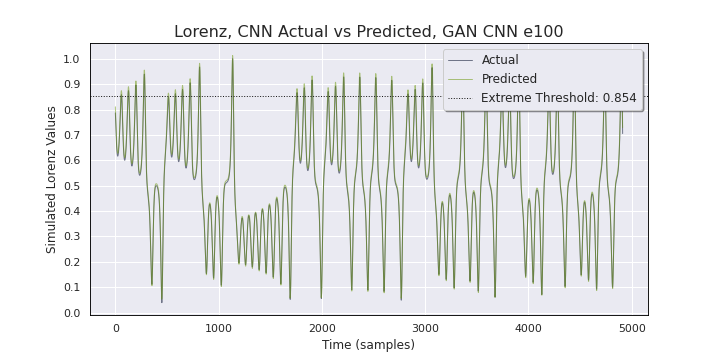 Lorenz, CNN Actual vs Predicted, GAN CNN e100
Actual
Predicted
Extreme Threshold: 0.854
Simulated Lorenz Values
1.0
0.9
0.8
0.7
0.6
0.5
0.4
0.3
0.2
0.1
0.0
0 1000 2000 3000 4000 5000
Time (samples)